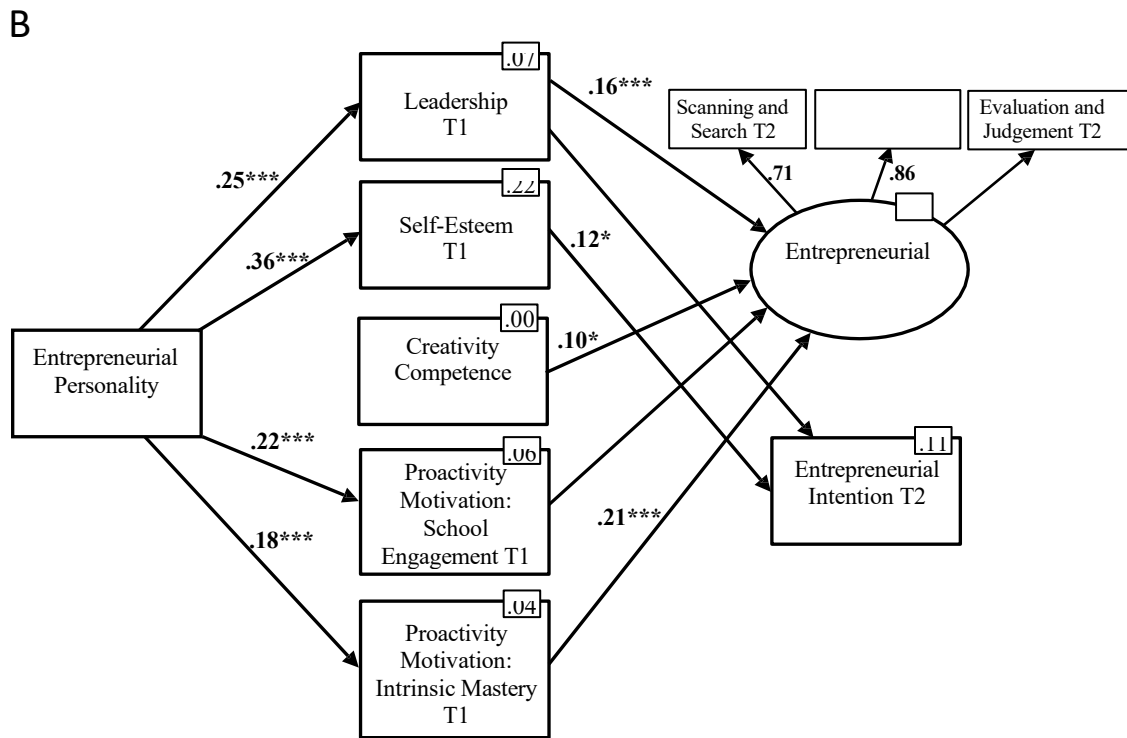 B
.07
Leadership
T1
.16***
Scanning and
Search T2
Evaluation and
Judgement T2
.71
.86
.25***
.22
Self-Esteem
T1
.36***
.12*
Entrepreneurial
.00
Creativity
Competence
.10*
Entrepreneurial
Personality
.22***
.06
Proactivity
Motivation:
School
Engagement T1
.11
Entrepreneurial
Intention T2
.21***
.18***
.04
Proactivity
Motivation:
Intrinsic Mastery
T1